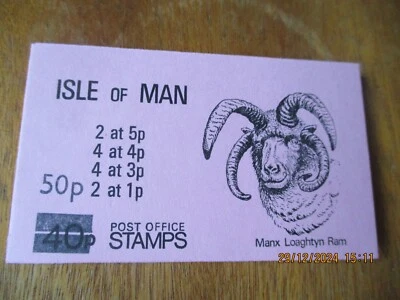 ISLE OF MAN
2 at 5p
4 at 4p
4 at 3p
50p 2 at 1p
40p POST OFFICE STAMPS
Manx Loaghtyn Ram
29/12/2024 15:11